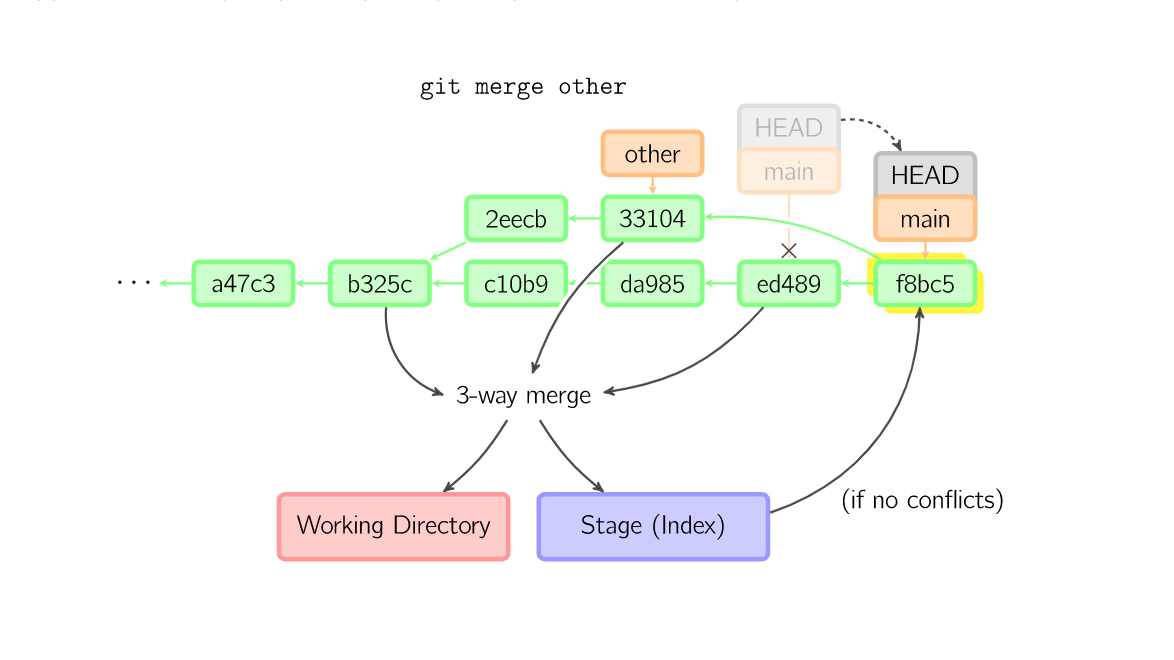 git merge other
HEAD
other
main
HEAD
2eecb
33104
main
... a47c3
b325c
c10b9
da985
ed489
f8bc5
3-way merge
(if no conflicts)
Working Directory
Stage (Index)